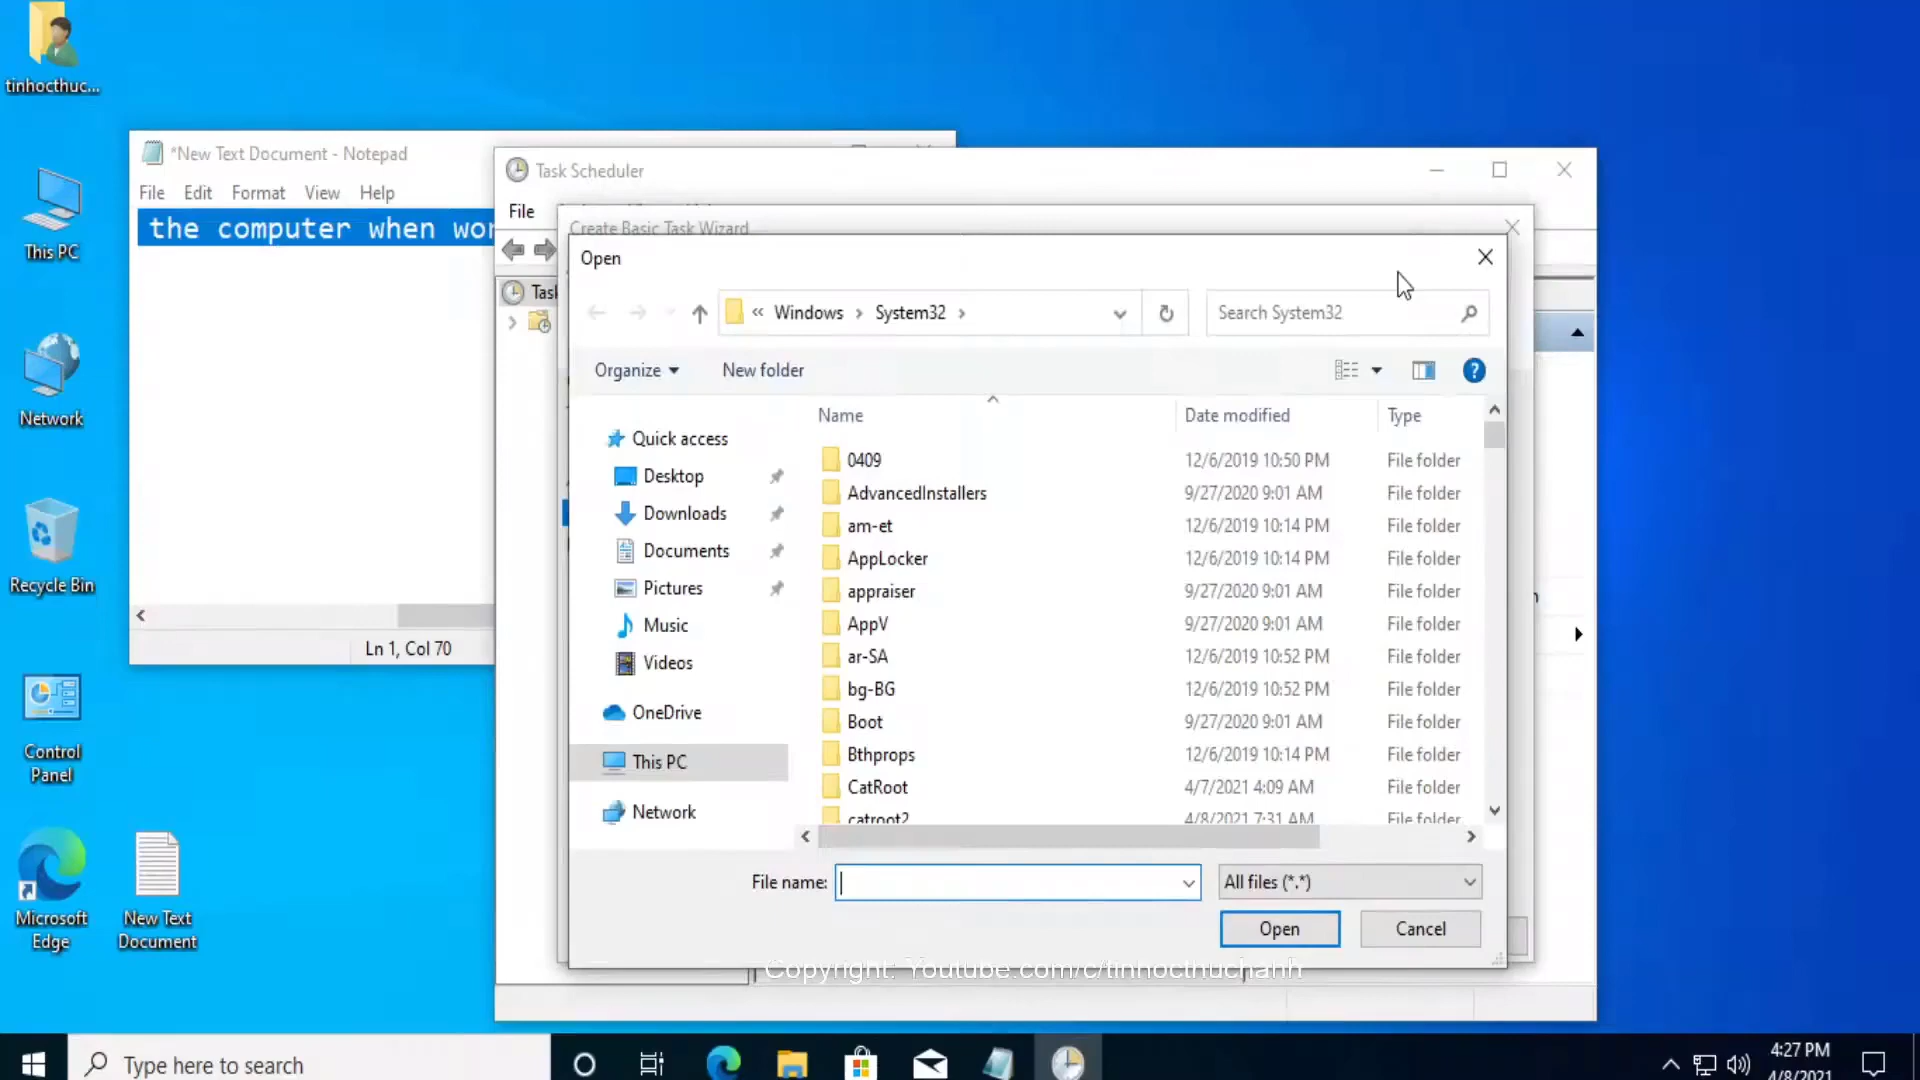 tinhocthuc...
This PC
Network
Recycle Bin
Control
Panel
Microsoft
Edge
New Text
Document
*New Text Document - Notepad
File Edit Format View Help
the computer when wor
Ln 1, Col 70
Task Scheduler
File
Task
Create Basic Task Wizard
Open
« Windows › System32 ›
Search System32
Organize
New folder
Name Date modified Type
Quick access
Desktop
Downloads
Documents
Pictures
Music
Videos
OneDrive
This PC
Network
0409 12/6/2019 10:50 PM File folder
AdvancedInstallers 9/27/2020 9:01 AM File folder
am-et 12/6/2019 10:14 PM File folder
AppLocker 12/6/2019 10:14 PM File folder
appraiser 9/27/2020 9:01 AM File folder
AppV 9/27/2020 9:01 AM File folder
ar-SA 12/6/2019 10:52 PM File folder
bg-BG 12/6/2019 10:52 PM File folder
Boot 9/27/2020 9:01 AM File folder
Bthprops 12/6/2019 10:14 PM File folder
CatRoot 4/7/2021 4:09 AM File folder
catroot2 4/8/2021 7:31 AM File folder
File name:
All files (*.*)
Open
Cancel
Copyright: Youtube.com/c/tinhocthuchanh
Type here to search
4:27 PM
4/8/2021